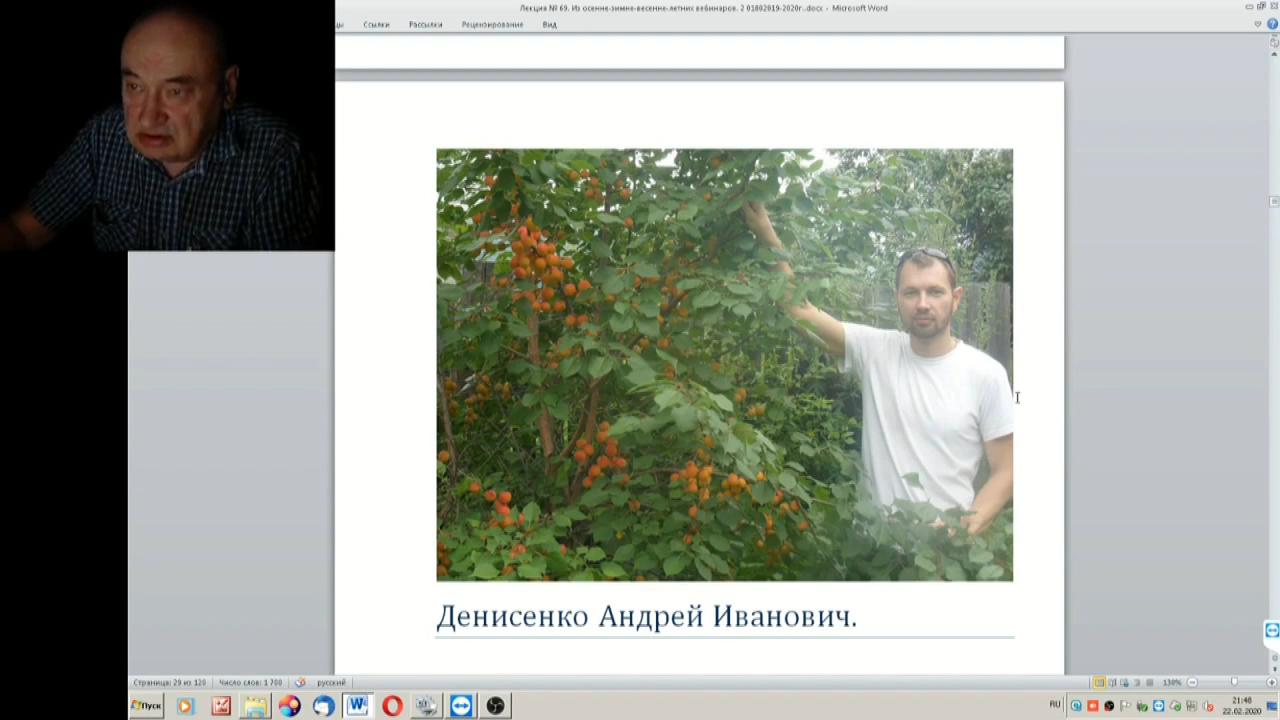 Лекция № 69. Из осенне-зимне-весенне-летних вебинаров. 2 01802019-2020г..docx - Microsoft Word
Ссылки Рассылки Рецензирование Вид
Денисенко Андрей Иванович.
Страница: 29 из 120 Число слов: 1 700 русский 130%
Пуск RU 21:48
22.02.2020